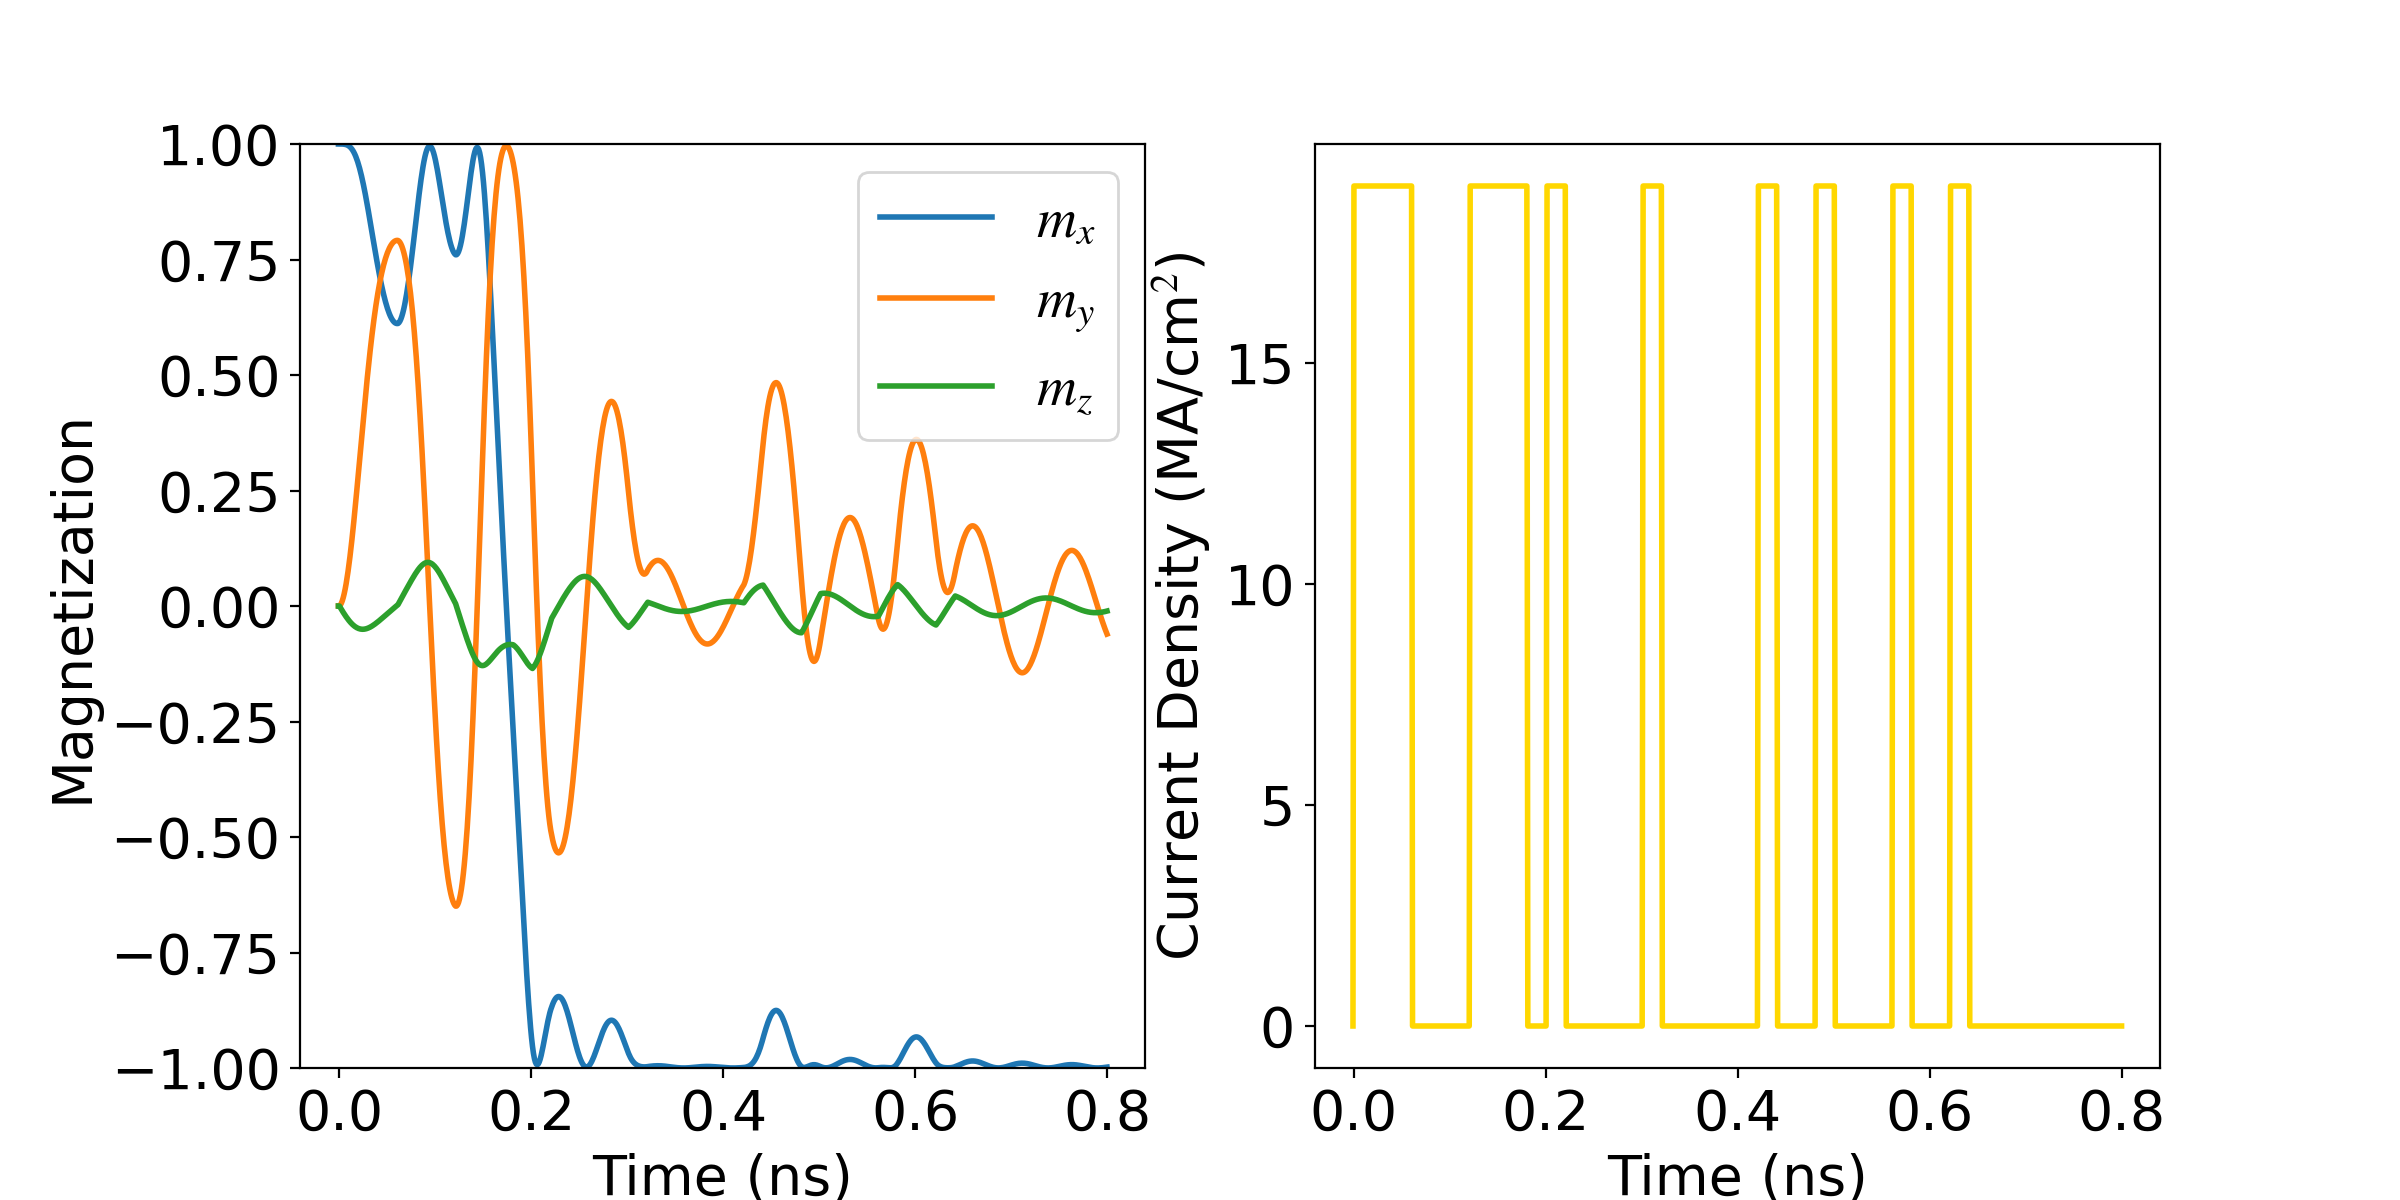 1.00
0.75
0.50
0.25
0.00
−0.25
−0.50
−0.75
−1.00
0.0 0.2 0.4 0.6 0.8
Time (ns)
Magnetization
m_x
m_y
m_z
15
10
5
0
0.0 0.2 0.4 0.6 0.8
Time (ns)
Current Density (MA/cm²)